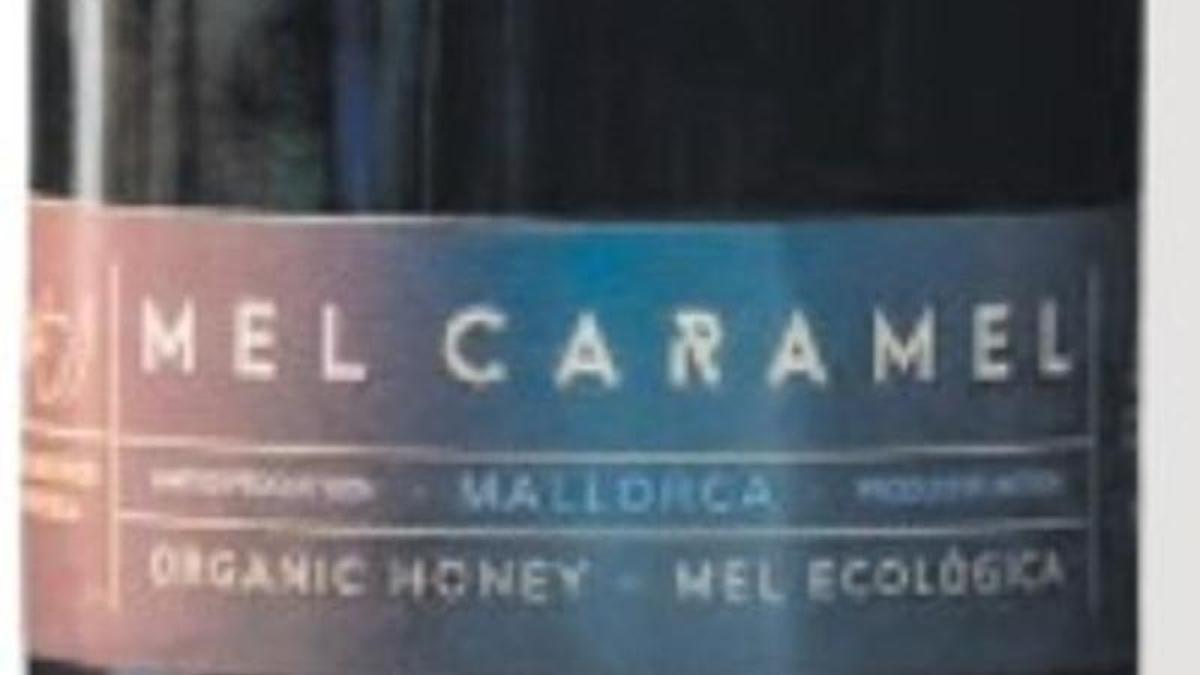 MEL CARAMEL
MALLORCA
ORGANIC HONEY - MEL ECOLÒGICA